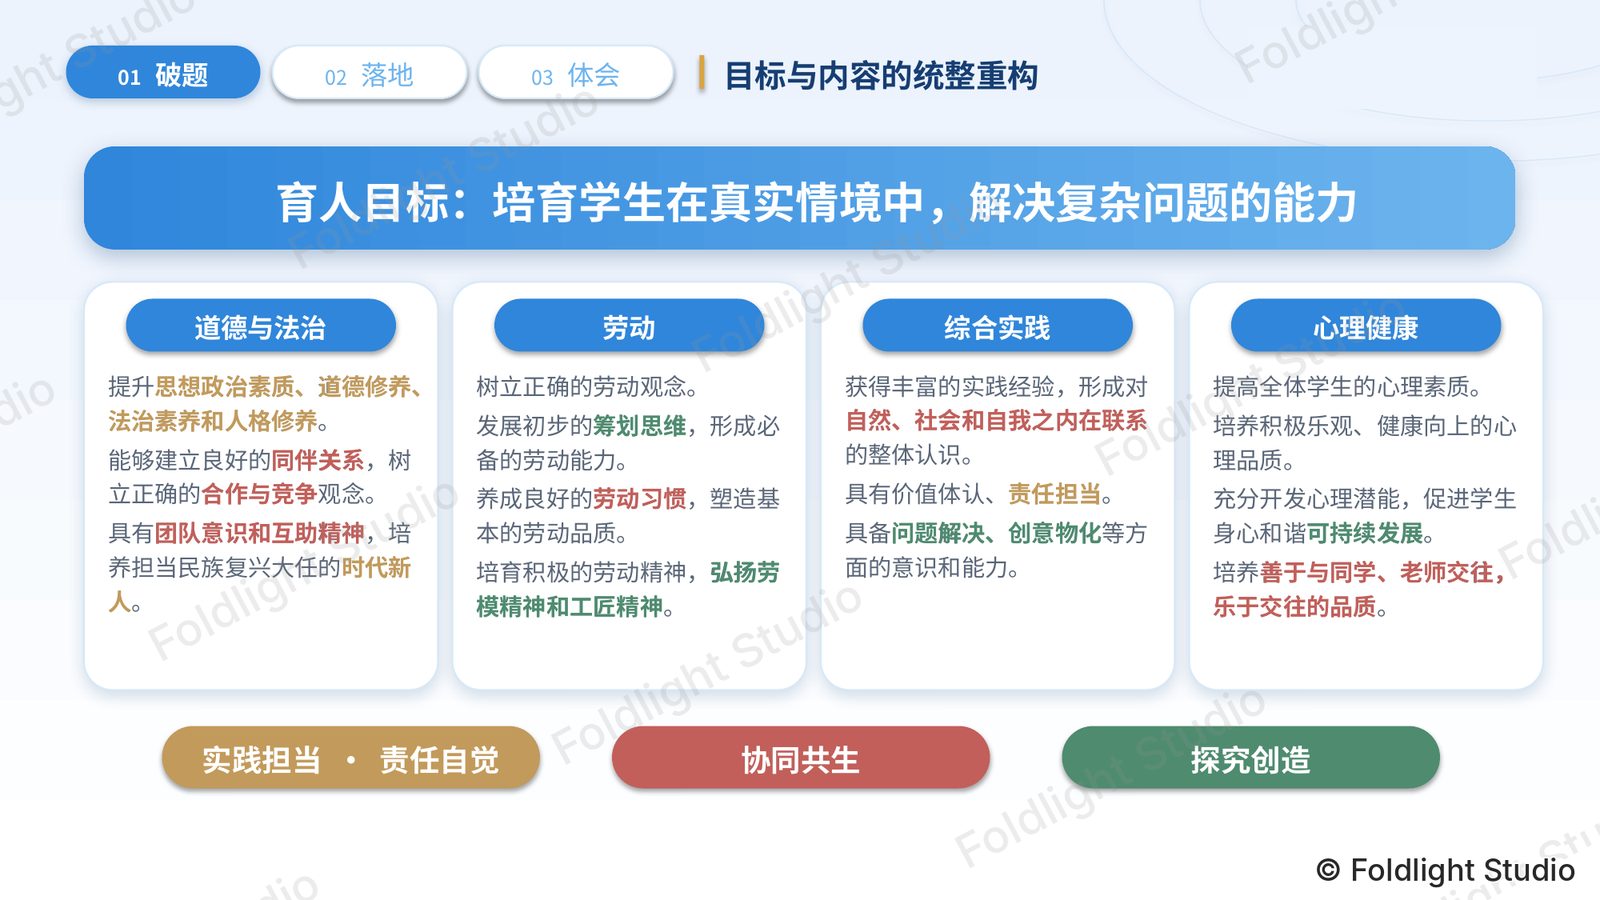 01 破题
02 落地
03 体会
目标与内容的统整重构
育人目标：培育学生在真实情境中，解决复杂问题的能力
道德与法治
提升思想政治素质、道德修养、
法治素养和人格修养。
能够建立良好的同伴关系，树
立正确的合作与竞争观念。
具有团队意识和互助精神，培
养担当民族复兴大任的时代新
人。
劳动
树立正确的劳动观念。
发展初步的筹划思维，形成必
备的劳动能力。
养成良好的劳动习惯，塑造基
本的劳动品质。
培育积极的劳动精神，弘扬劳
模精神和工匠精神。
综合实践
获得丰富的实践经验，形成对
自然、社会和自我之内在联系
的整体认识。
具有价值体认、责任担当。
具备问题解决、创意物化等方
面的意识和能力。
心理健康
提高全体学生的心理素质。
培养积极乐观、健康向上的心
理品质。
充分开发心理潜能，促进学生
身心和谐可持续发展。
培养善于与同学、老师交往，
乐于交往的品质。
实践担当 · 责任自觉
协同共生
探究创造
© Foldlight Studio